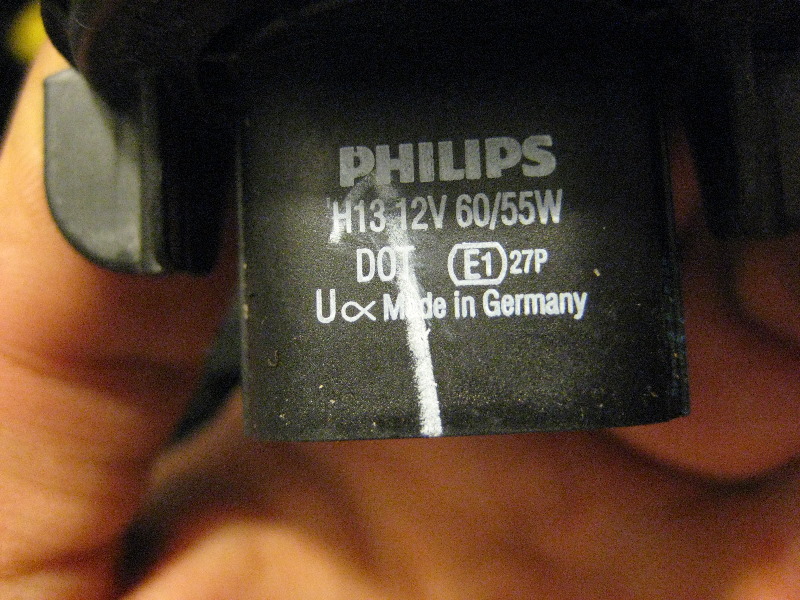 PHILIPS
H13 12V 60/55W
DOT E1 27P
U∝ Made in Germany